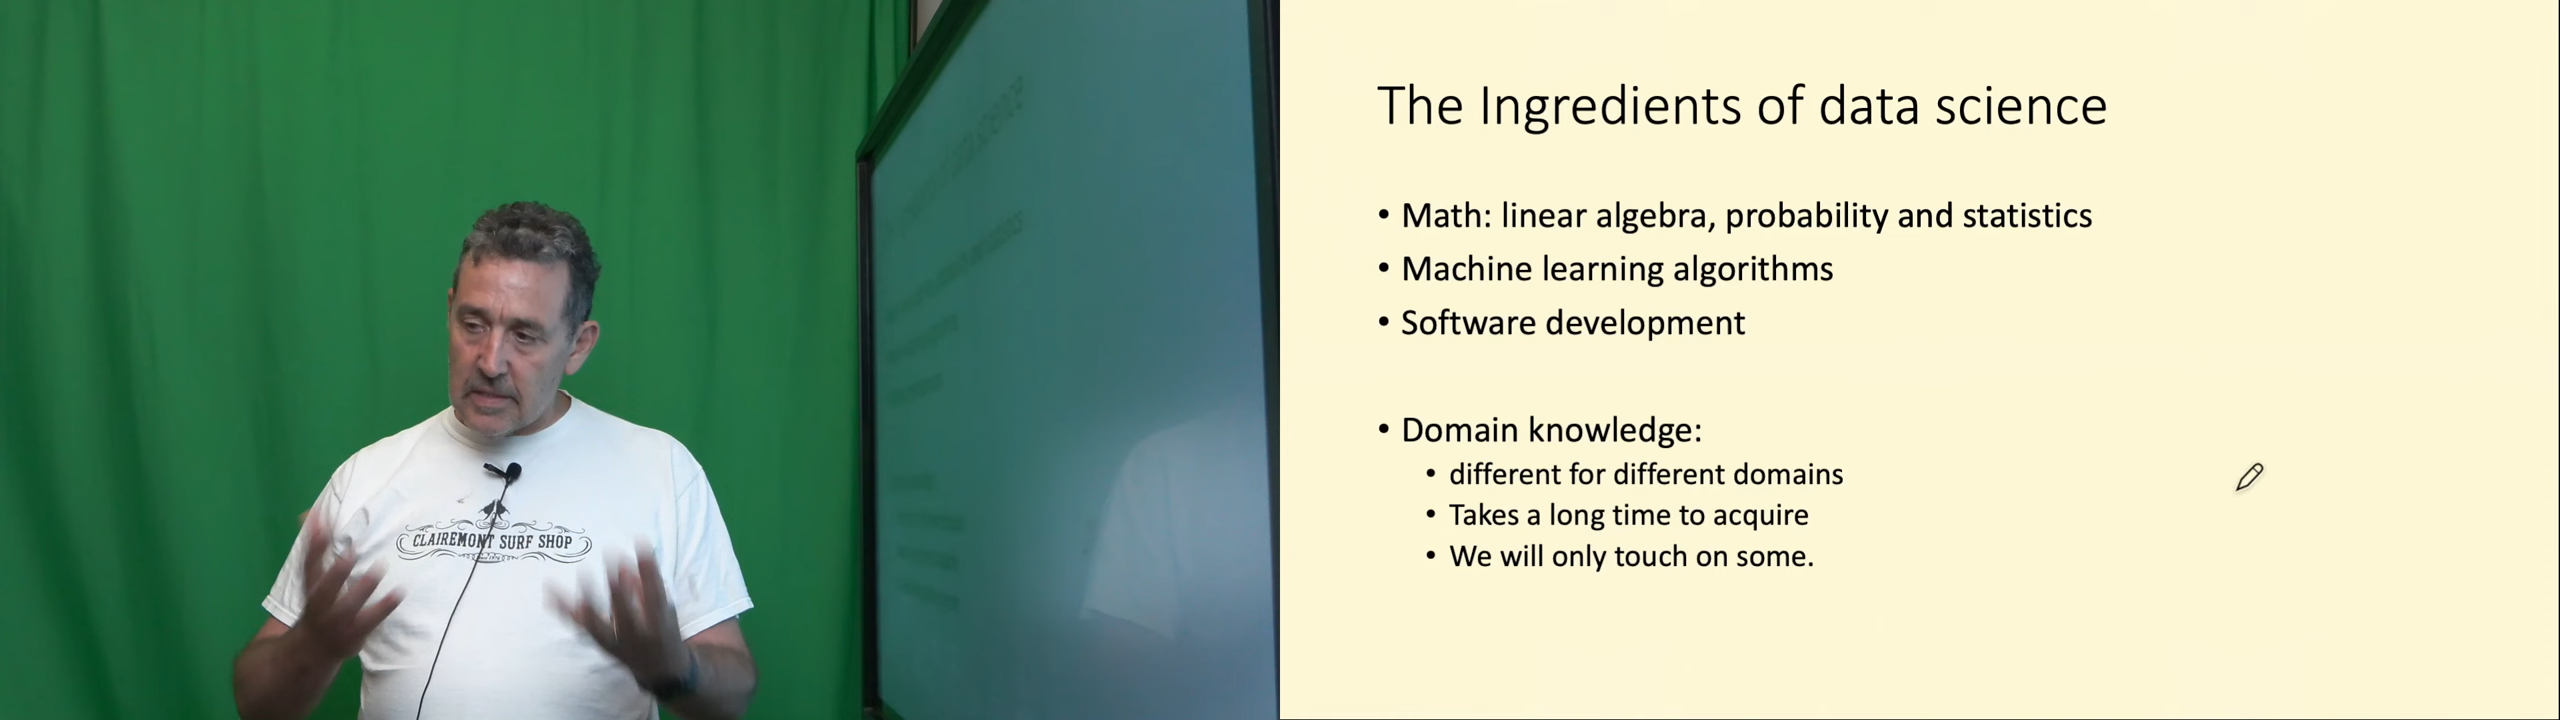 CLAIREMONT SURF SHOP
The Ingredients of data science
• Math: linear algebra, probability and statistics
• Machine learning algorithms
• Software development
• Domain knowledge:
• different for different domains
• Takes a long time to acquire
• We will only touch on some.